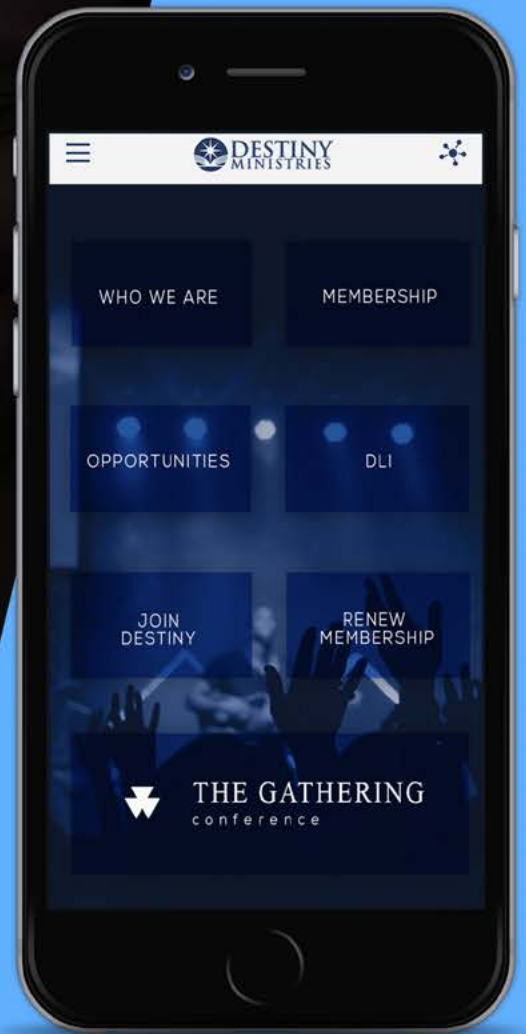 DESTINY
MINISTRIES
WHO WE ARE
MEMBERSHIP
OPPORTUNITIES
DLI
JOIN
DESTINY
RENEW
MEMBERSHIP
THE GATHERING
conference